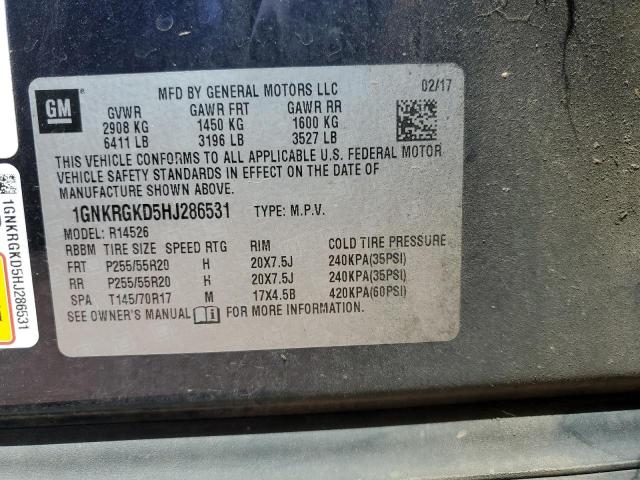 GM
MFD BY GENERAL MOTORS LLC 02/17
GVWR GAWR FRT GAWR RR
2908 KG 1450 KG 1600 KG
6411 LB 3196 LB 3527 LB
THIS VEHICLE CONFORMS TO ALL APPLICABLE U.S. FEDERAL MOTOR
VEHICLE SAFETY STANDARDS IN EFFECT ON THE DATE OF
MANUFACTURE SHOWN ABOVE.
1GNKRGKD5HJ286531 TYPE: M.P.V.
MODEL: R14526
RBBM TIRE SIZE SPEED RTG RIM COLD TIRE PRESSURE
FRT P255/55R20 H 20X7.5J 240KPA(35PSI)
RR P255/55R20 H 20X7.5J 240KPA(35PSI)
SPA T145/70R17 M 17X4.5B 420KPA(60PSI)
SEE OWNER'S MANUAL FOR MORE INFORMATION.
1GNKRGKD5HJ286531